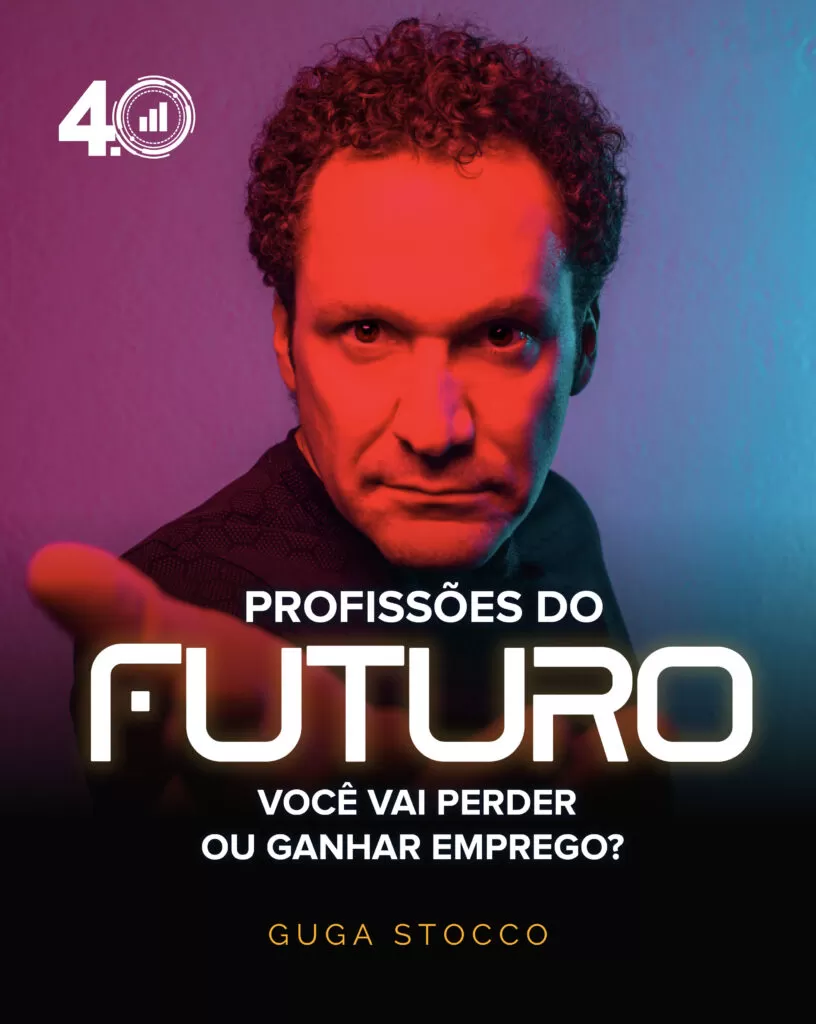 4.0
PROFISSÕES DO
FUTURO
VOCÊ VAI PERDER
OU GANHAR EMPREGO?
GUGA STOCCO